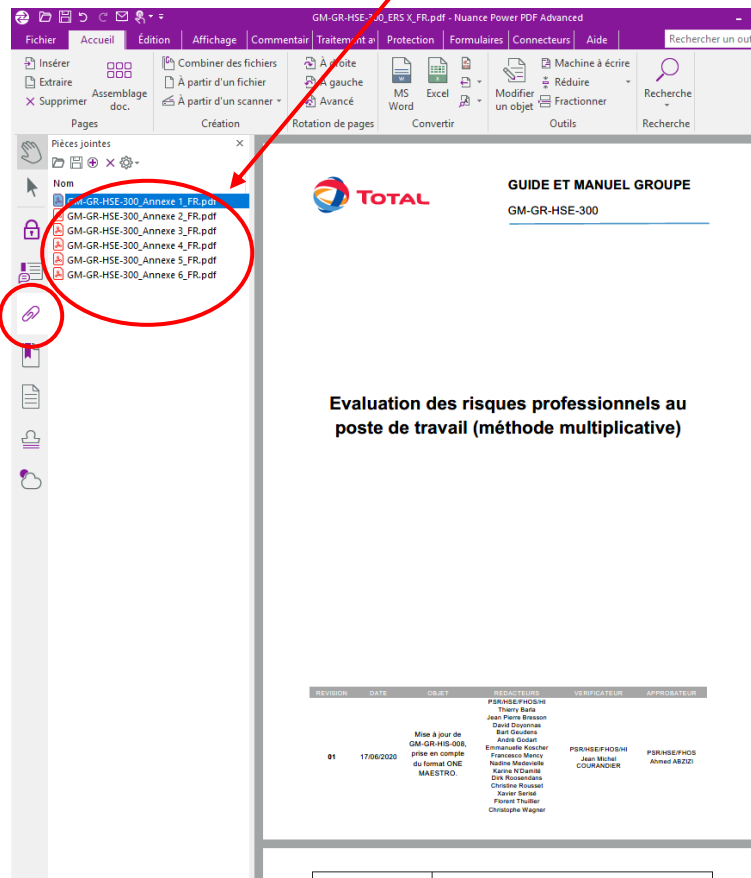 GM-GR-HSE-300_ERS X_FR.pdf - Nuance Power PDF Advanced
Fichier Accueil Édition Affichage Commentair Traitement av Protection Formulaires Connecteurs Aide Rechercher un out
Insérer
Extraire
Supprimer
Assemblage
doc.
Pages
Combiner des fichiers
À partir d'un fichier
À partir d'un scanner
Création
À droite
À gauche
Avancé
Rotation de pages
MS
Word
Excel
Convertir
Modifier
un objet
Machine à écrire
Réduire
Fractionner
Outils
Recherche
Recherche
Pièces jointes
Nom
GM-GR-HSE-300_Annexe 1_FR.pdf
GM-GR-HSE-300_Annexe 2_FR.pdf
GM-GR-HSE-300_Annexe 3_FR.pdf
GM-GR-HSE-300_Annexe 4_FR.pdf
GM-GR-HSE-300_Annexe 5_FR.pdf
GM-GR-HSE-300_Annexe 6_FR.pdf
TOTAL
GUIDE ET MANUEL GROUPE
GM-GR-HSE-300
Evaluation des risques professionnels au
poste de travail (méthode multiplicative)
REVISION DATE OBJET REDACTEURS VERIFICATEUR APPROBATEUR
01
17/06/2020
Mise à jour de
GM-GR-HIS-008,
prise en compte
du format ONE
MAESTRO.
PSR/HSE/FHOS/HI
Thierry Barla
Jean Pierre Bresson
David Doyonnas
Bart Geudens
André Godart
Emmanuelle Koscher
Francesco Mency
Nadine Medevielle
Karine N'Damité
Dirk Roosendans
Christine Rousset
Xavier Serisé
Florent Thuillier
Christophe Wagner
PSR/HSE/FHOS/HI
Jean Michel
COURANDIER
PSR/HSE/FHOS
Ahmed ABZIZI